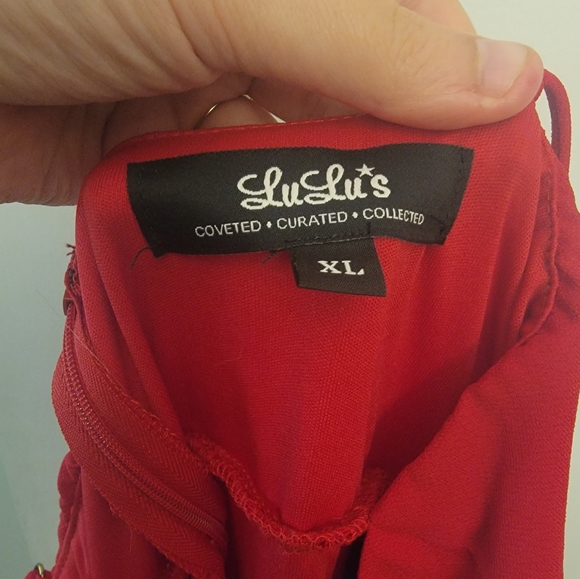 LuLu's
COVETED • CURATED • COLLECTED
XL